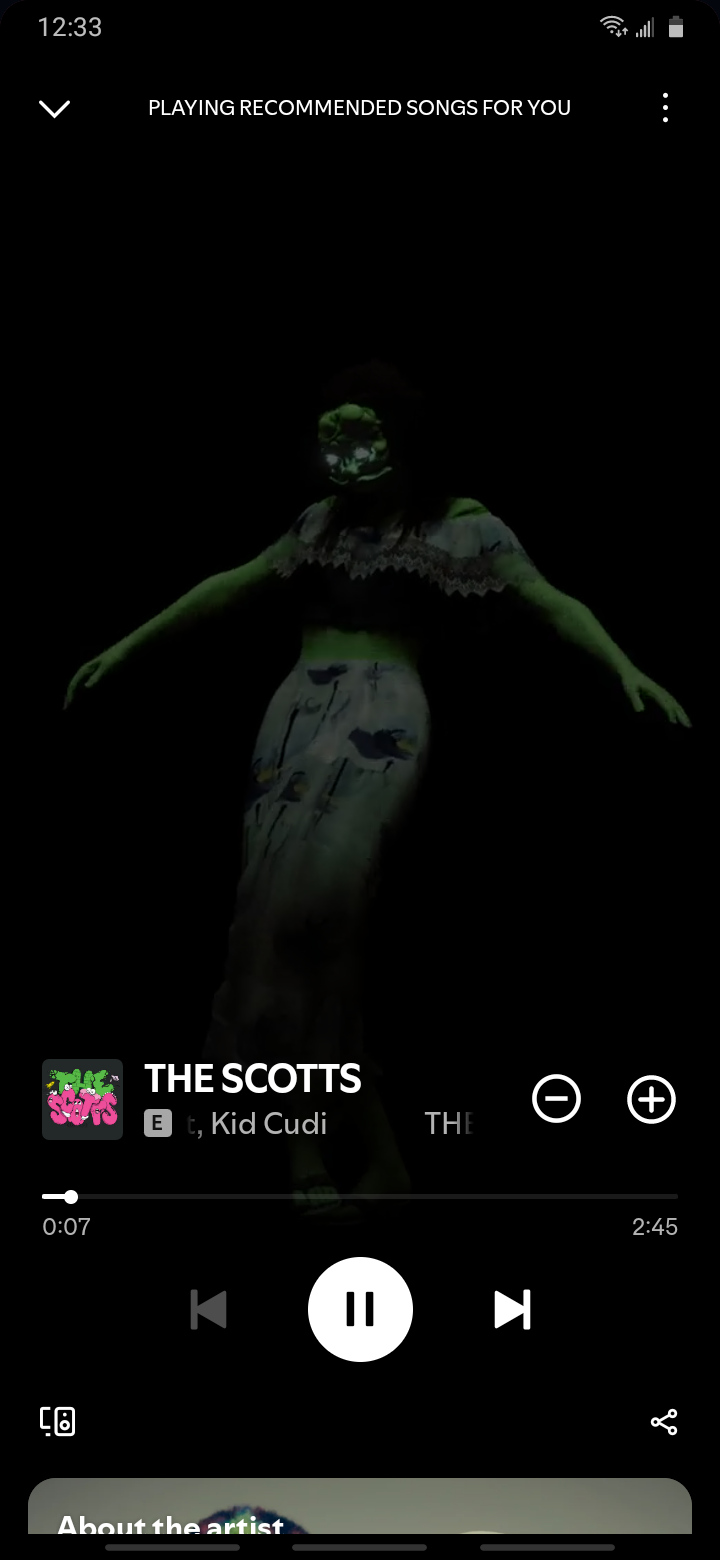 12:33
PLAYING RECOMMENDED SONGS FOR YOU
THE SCOTTS
THE SCOTTS
E t, Kid Cudi THE
0:07 2:45
About the artist